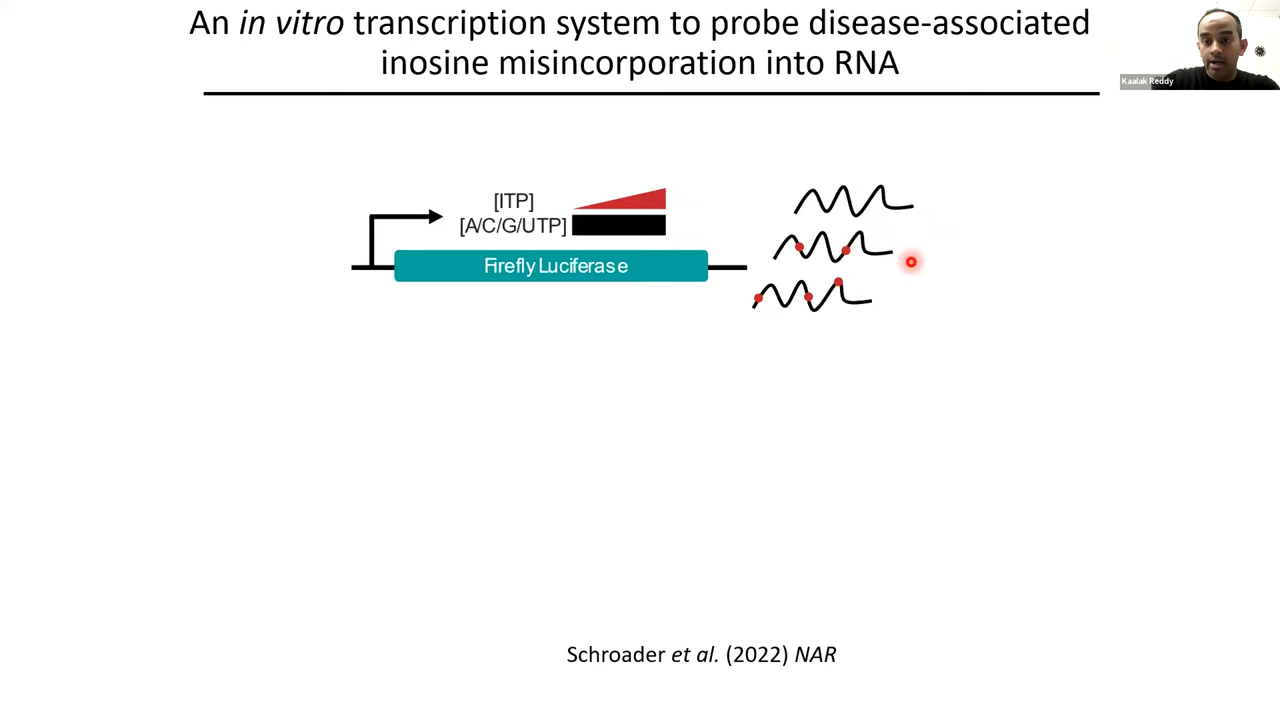 An in vitro transcription system to probe disease-associated
inosine misincorporation into RNA
Kaalak Reddy
[ITP]
[A/C/G/UTP]
Firefly Luciferase
Schroader et al. (2022) NAR